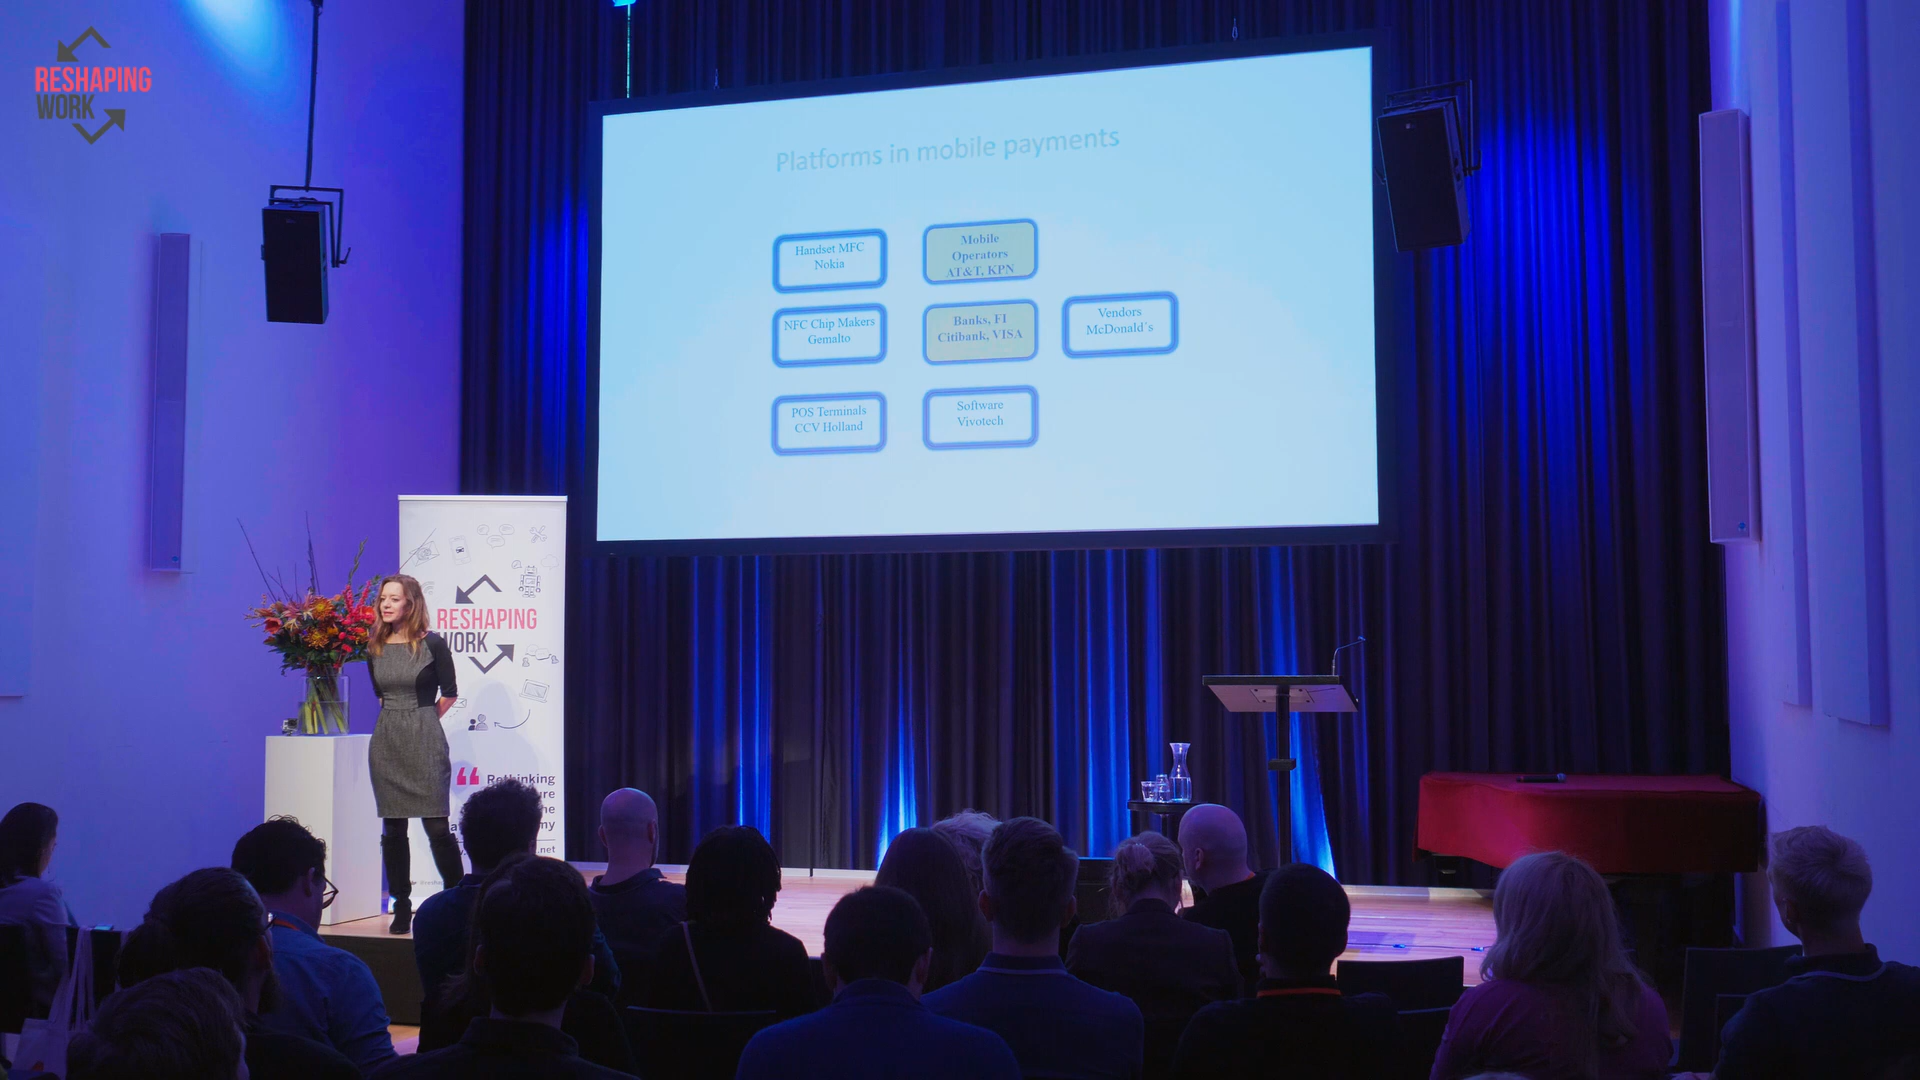 RESHAPING
WORK
Platforms in mobile payments
Handset MFC
Nokia
Mobile
Operators
AT&T, KPN
NFC Chip Makers
Gemalto
Banks, FI
Citibank, VISA
Vendors
McDonald´s
POS Terminals
CCV Holland
Software
Vivotech
RESHAPING
WORK
“ Rethinking